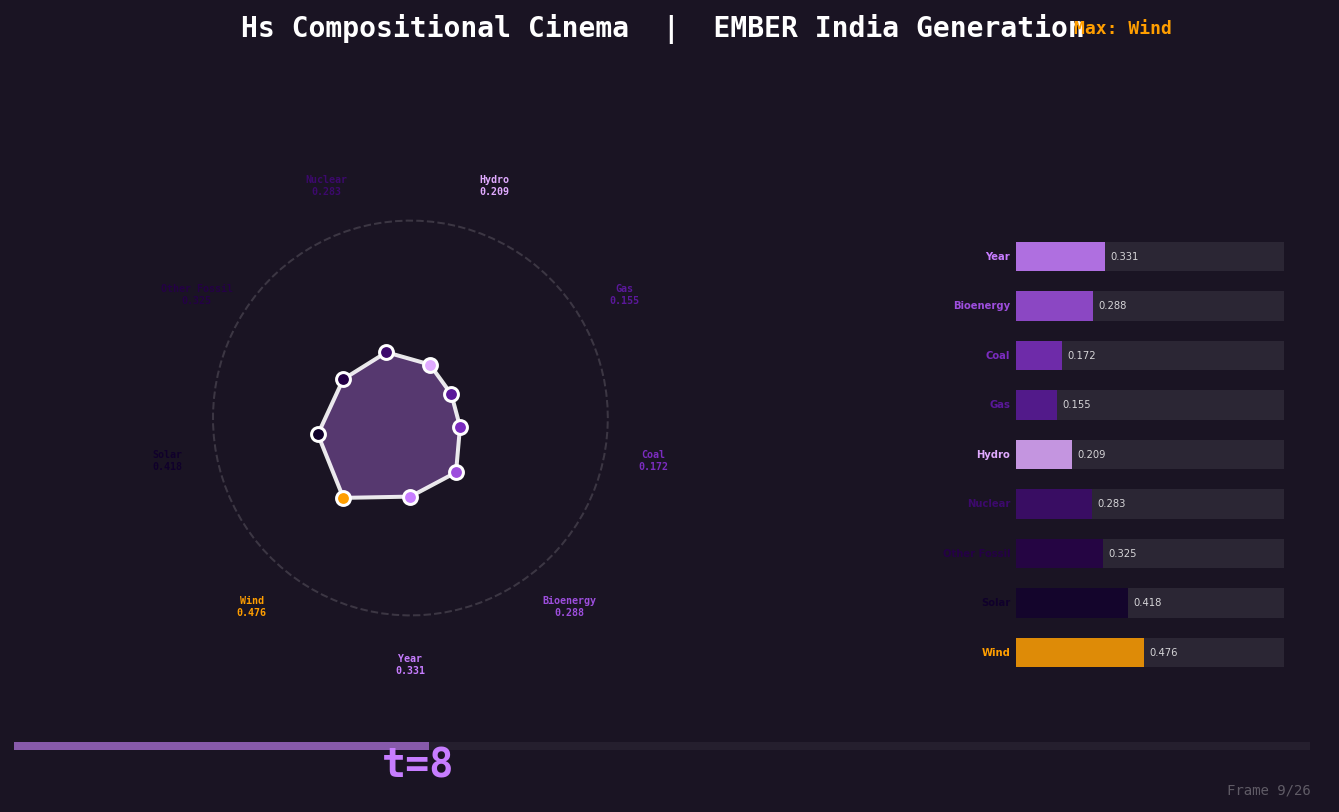 Hs Compositional Cinema | EMBER India Generation
Max: Wind
Nuclear
0.283
Hydro
0.209
Other Fossil
0.325
Gas
0.155
Solar
0.418
Coal
0.172
Wind
0.476
Bioenergy
0.288
Year
0.331
Year 0.331
Bioenergy 0.288
Coal 0.172
Gas 0.155
Hydro 0.209
Nuclear 0.283
Other Fossil 0.325
Solar 0.418
Wind 0.476
t=8
Frame 9/26